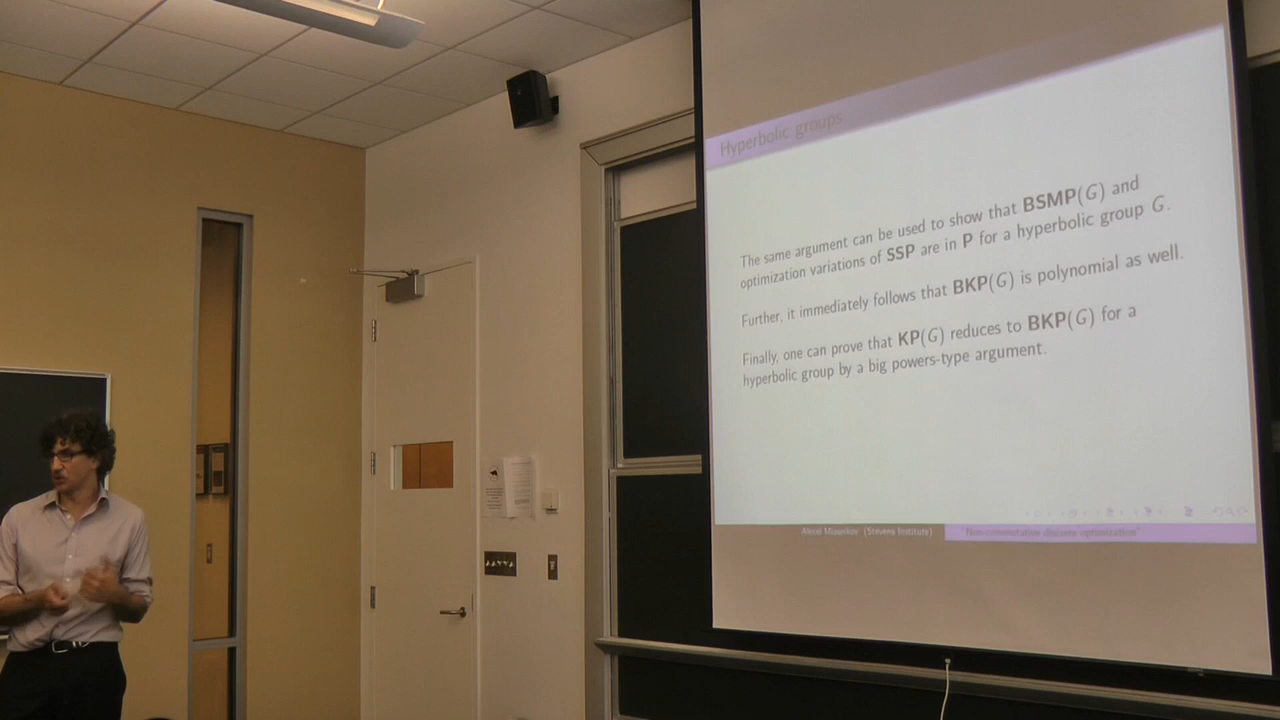 Hyperbolic groups
The same argument can be used to show that BSMP(G) and
optimization variations of SSP are in P for a hyperbolic group G.
Further, it immediately follows that BKP(G) is polynomial as well.
Finally, one can prove that KP(G) reduces to BKP(G) for a
hyperbolic group by a big powers-type argument.
Alexei Miasnikov (Stevens Institute)
"Non-commutative discrete optimization"